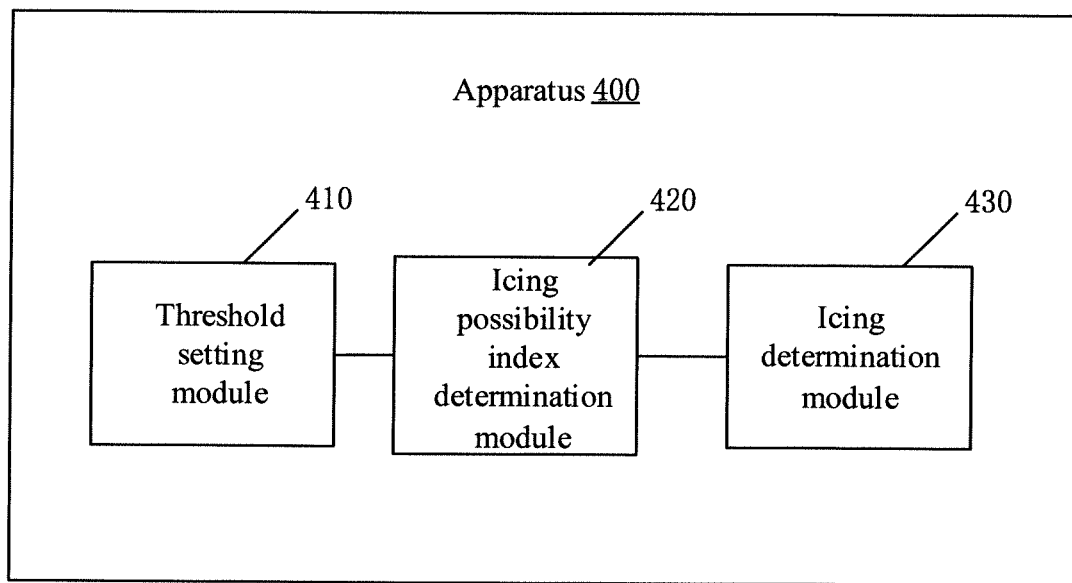 Apparatus 400
410
420
430
Threshold
setting
module
Icing
possibility
index
determination
module
Icing
determination
module